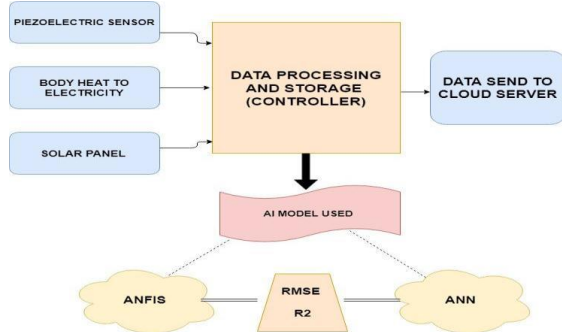 PIEZOELECTRIC SENSOR
BODY HEAT TO
ELECTRICITY
SOLAR PANEL
DATA PROCESSING
AND STORAGE
(CONTROLLER)
DATA SEND TO
CLOUD SERVER
AI MODEL USED
ANFIS
RMSE
R2
ANN